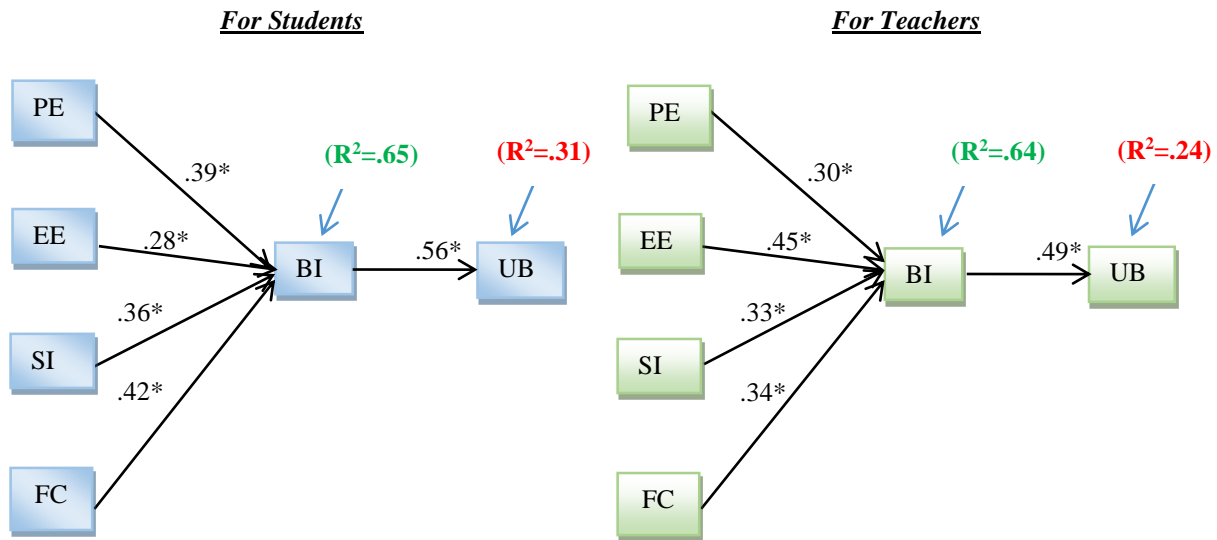 For Students
PE
(R²=.65)
(R²=.31)
.39*
EE
.28*
BI
.56*
UB
.36*
SI
.42*
FC
For Teachers
PE
(R²=.64)
(R²=.24)
.30*
EE
.45*
BI
.49*
UB
.33*
SI
.34*
FC